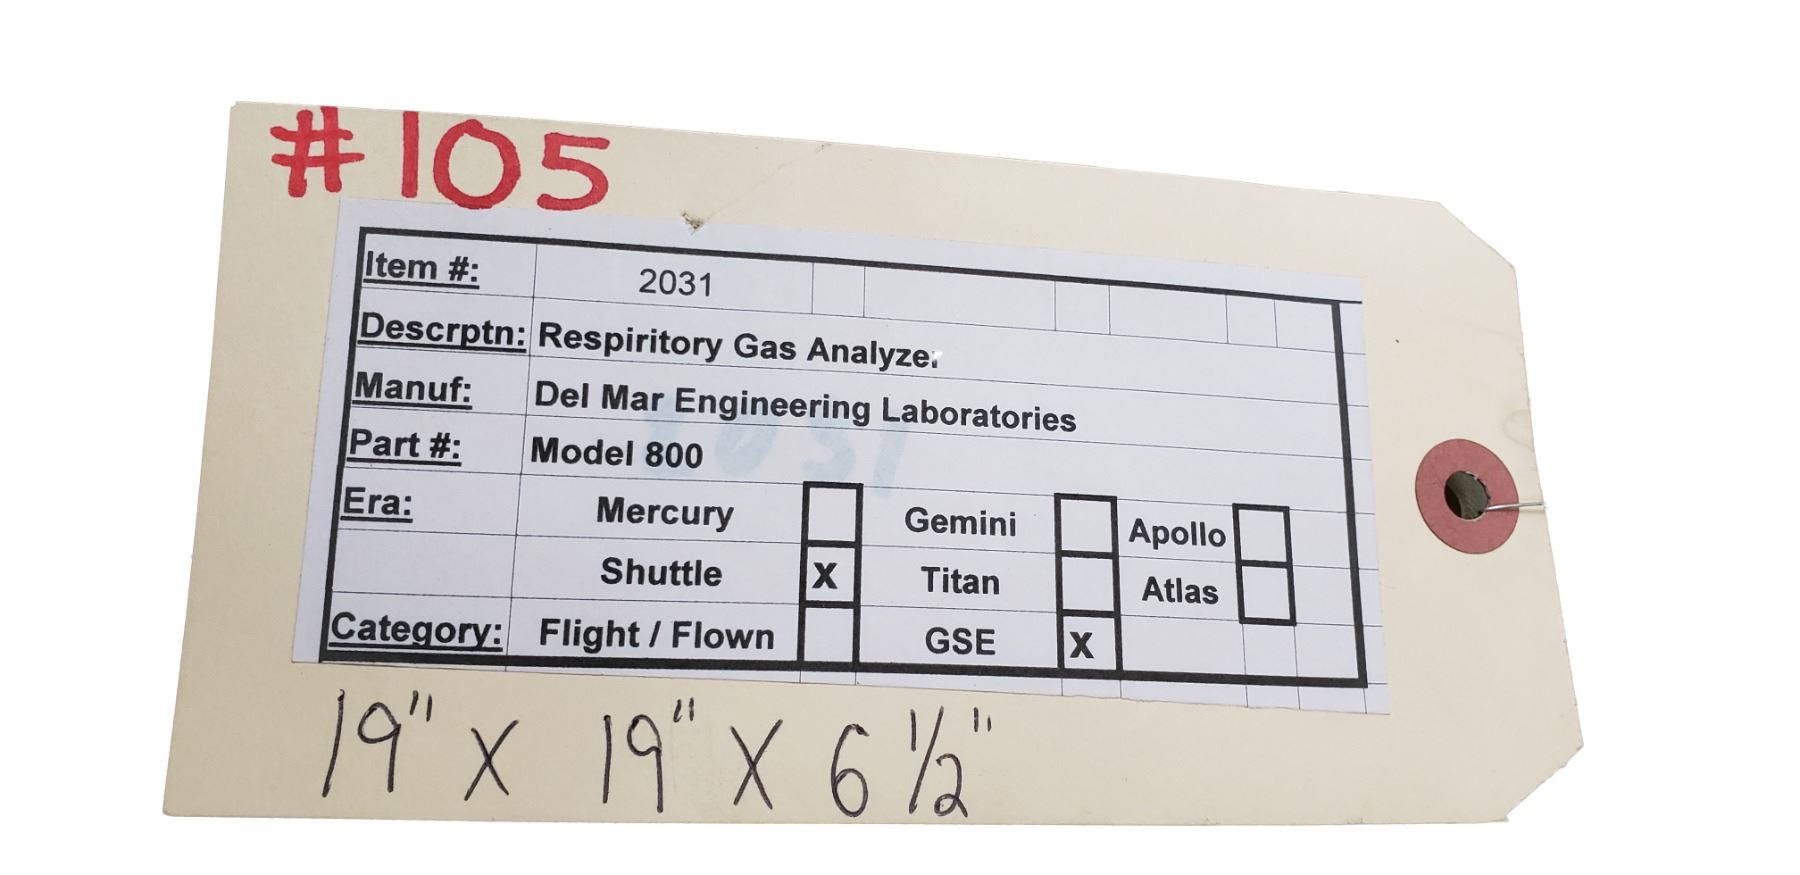 #105
Item #: 2031
Descrptn: Respiritory Gas Analyzer
Manuf: Del Mar Engineering Laboratories
Part #: Model 800
Era: Mercury Gemini Apollo
Shuttle X Titan Atlas
Category: Flight / Flown GSE X
19" X 19" X 6 1/2"